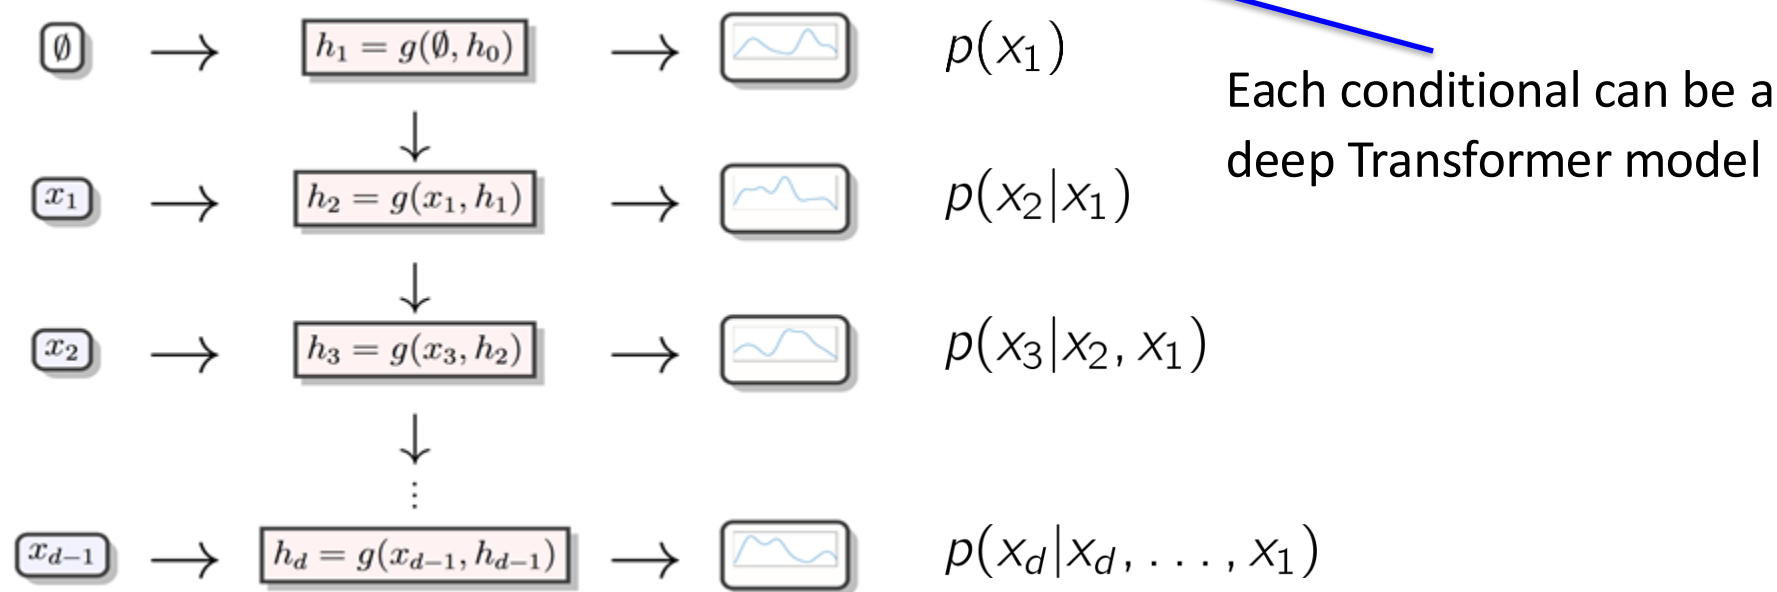 ∅ → h₁ = g(∅, h₀) → p(x₁)
Each conditional can be a
deep Transformer model
x₁ → h₂ = g(x₁, h₁) → p(x₂|x₁)
x₂ → h₃ = g(x₃, h₂) → p(x₃|x₂, x₁)
⋮
x_{d−1} → h_d = g(x_{d−1}, h_{d−1}) → p(x_d|x_d, . . . , x₁)